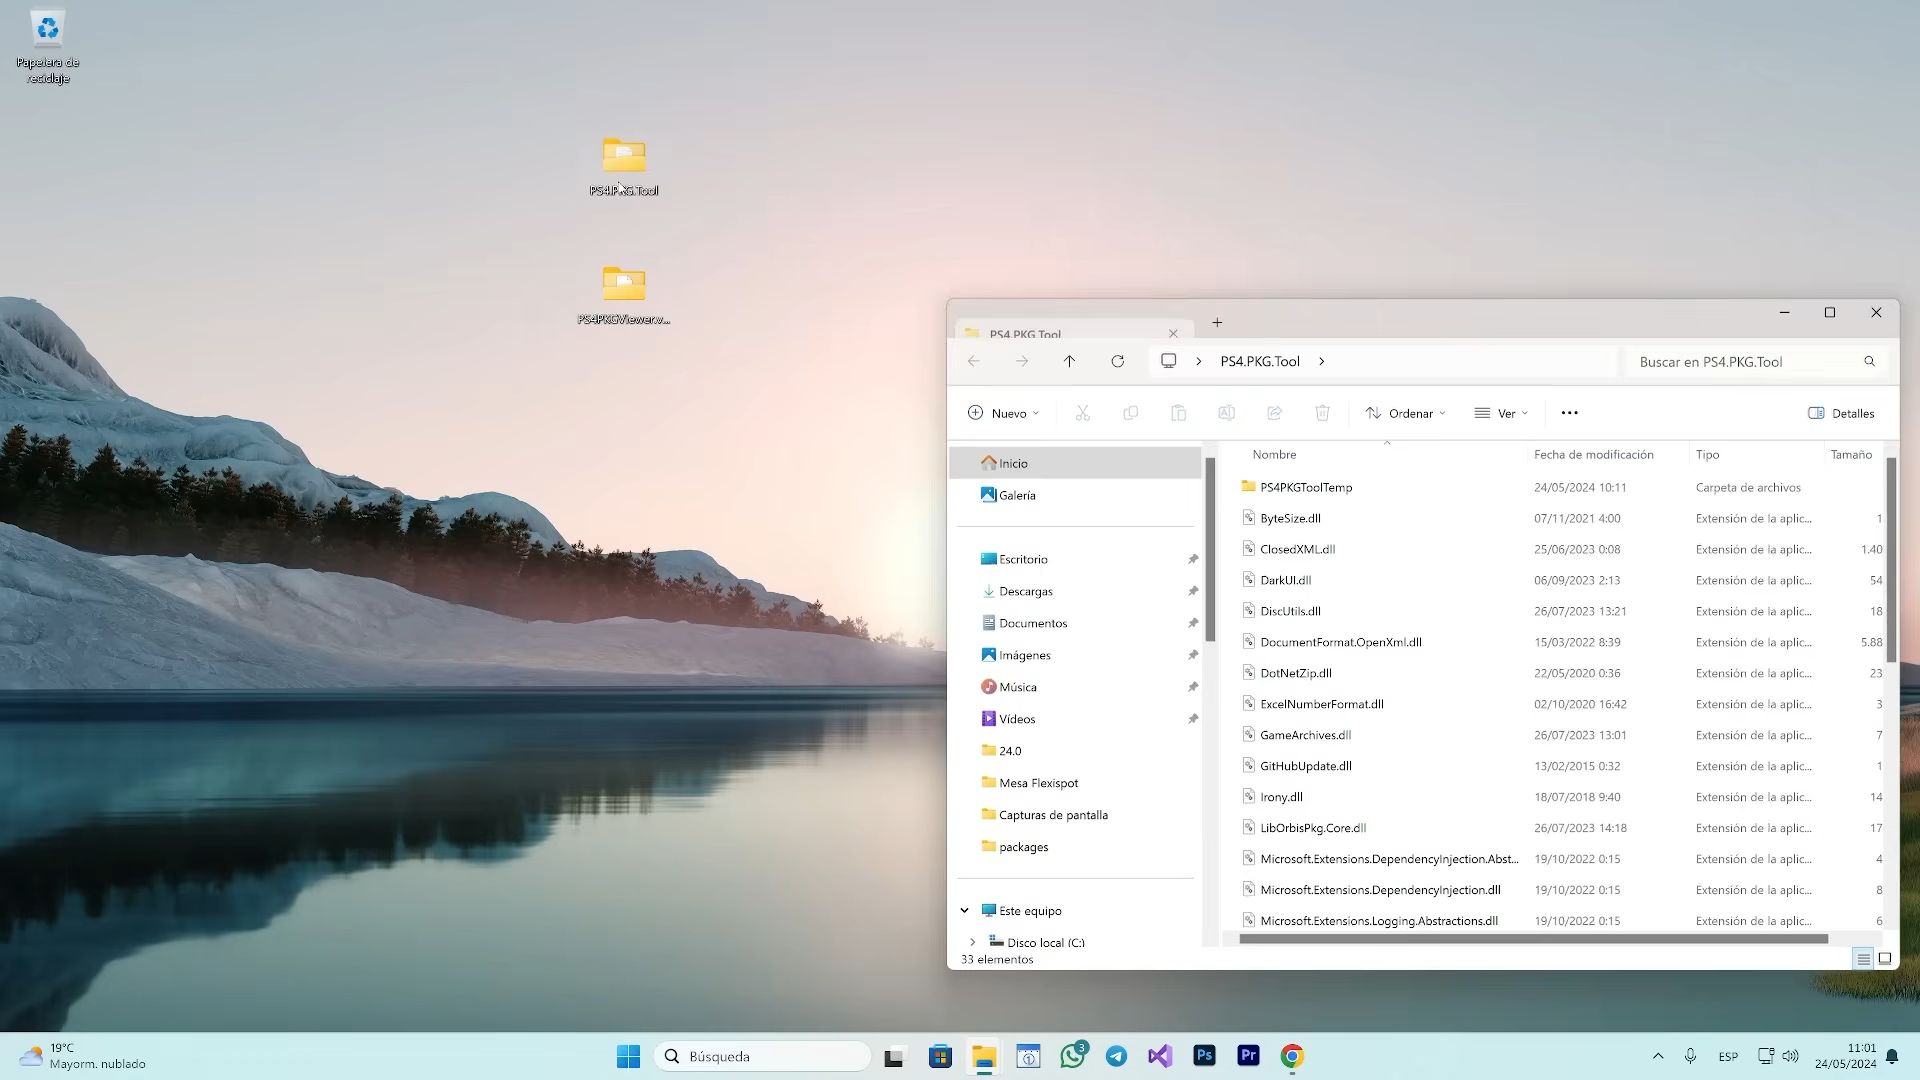 Papelera de
reciclaje
PS4.PKG.Tool
PS4PKGViewer.v...
PS4.PKG.Tool
PS4.PKG.Tool
Buscar en PS4.PKG.Tool
Nuevo
Ordenar
Ver
Detalles
Inicio
Galería
Escritorio
Descargas
Documentos
Imágenes
Música
Vídeos
24.0
Mesa Flexispot
Capturas de pantalla
packages
Este equipo
Disco local (C:)
33 elementos
Nombre Fecha de modificación Tipo Tamaño
PS4PKGToolTemp 24/05/2024 10:11 Carpeta de archivos
ByteSize.dll 07/11/2021 4:00 Extensión de la aplic... 1
ClosedXML.dll 25/06/2023 0:08 Extensión de la aplic... 1.40
DarkUI.dll 06/09/2023 2:13 Extensión de la aplic... 54
DiscUtils.dll 26/07/2023 13:21 Extensión de la aplic... 18
DocumentFormat.OpenXml.dll 15/03/2022 8:39 Extensión de la aplic... 5.88
DotNetZip.dll 22/05/2020 0:36 Extensión de la aplic... 23
ExcelNumberFormat.dll 02/10/2020 16:42 Extensión de la aplic... 3
GameArchives.dll 26/07/2023 13:01 Extensión de la aplic... 7
GitHubUpdate.dll 13/02/2015 0:32 Extensión de la aplic... 1
Irony.dll 18/07/2018 9:40 Extensión de la aplic... 14
LibOrbisPkg.Core.dll 26/07/2023 14:18 Extensión de la aplic... 17
Microsoft.Extensions.DependencyInjection.Abst... 19/10/2022 0:15 Extensión de la aplic... 4
Microsoft.Extensions.DependencyInjection.dll 19/10/2022 0:15 Extensión de la aplic... 8
Microsoft.Extensions.Logging.Abstractions.dll 19/10/2022 0:15 Extensión de la aplic... 6
19°C
Mayorm. nublado
Búsqueda
3
Ps
Pr
ESP
11:01
24/05/2024